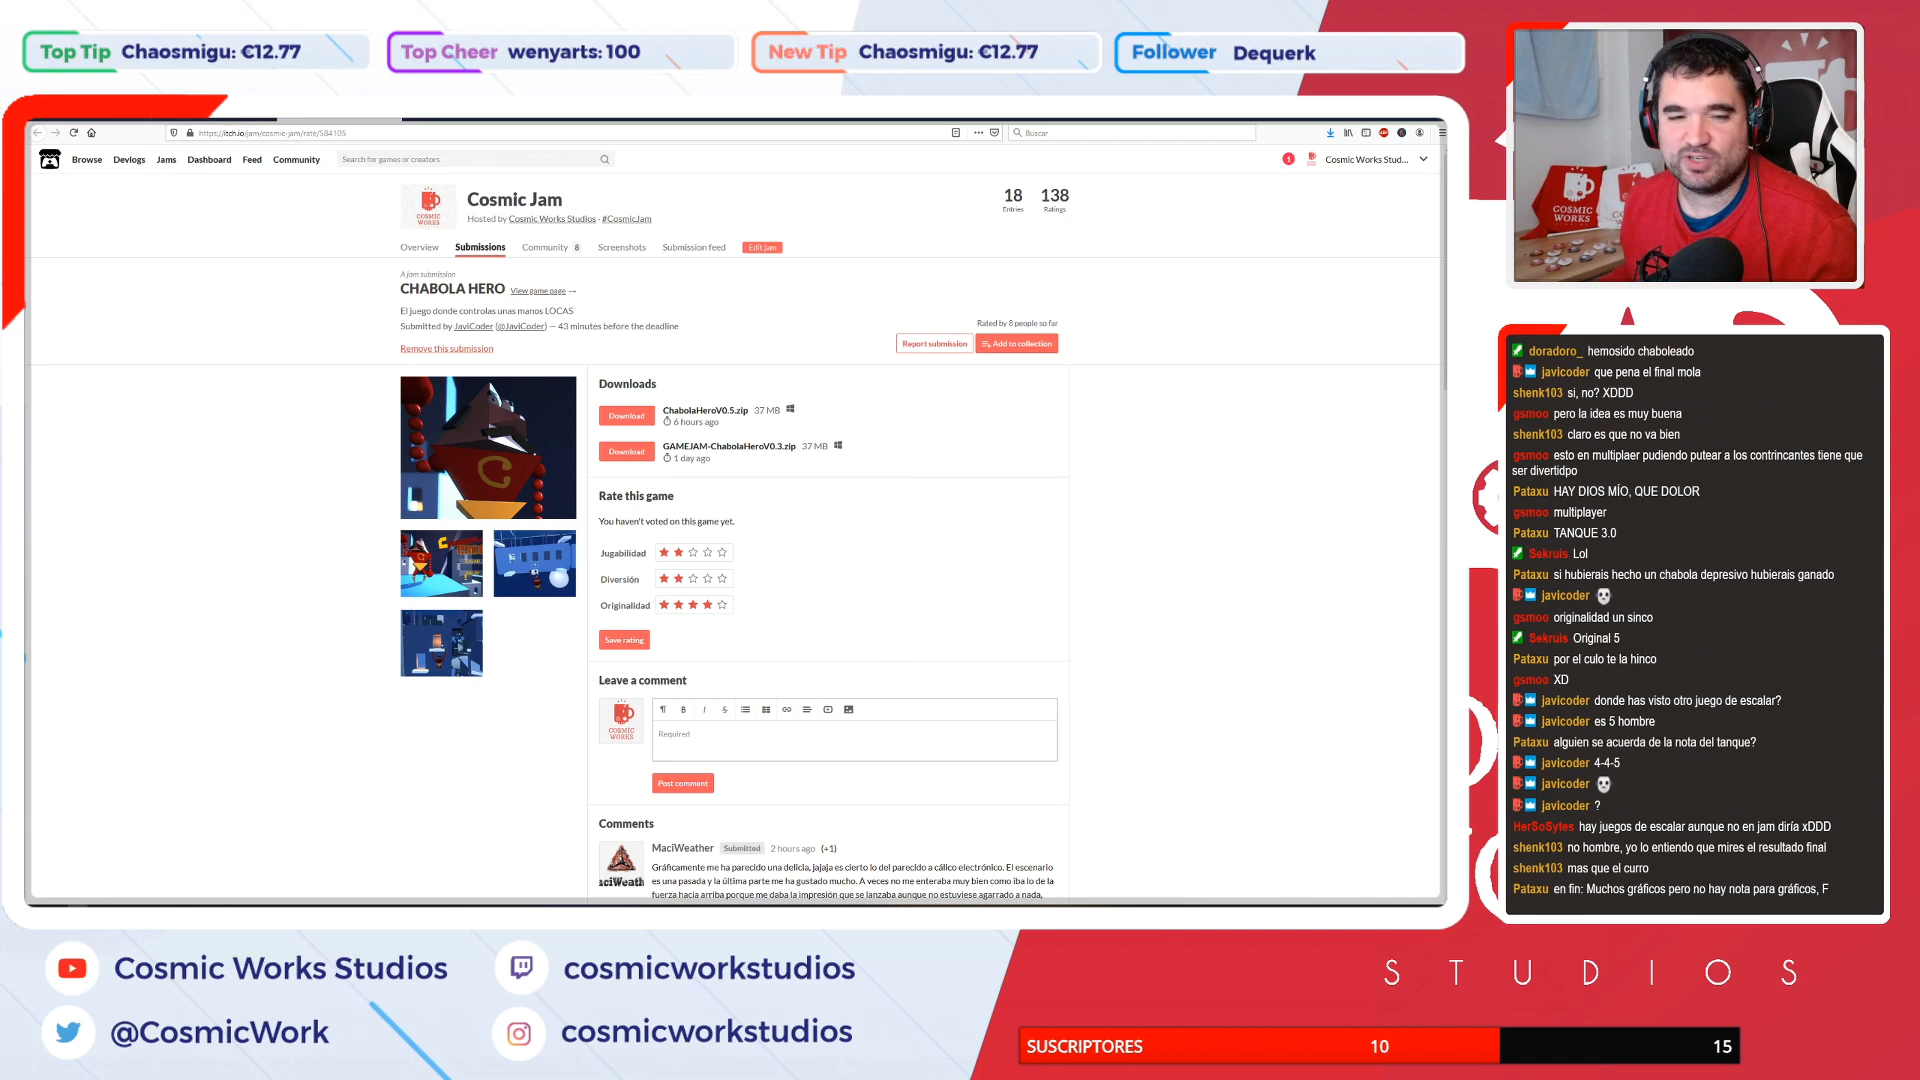 Top Tip Chaosmigu: €12.77
Top Cheer wenyarts: 100
New Tip Chaosmigu: €12.77
Follower Dequerk
https://itch.io/jam/cosmic-jam/rate/584105
Buscar
Browse Devlogs Jams Dashboard Feed Community
Search for games or creators
1
Cosmic Works Stud...
COSMIC
WORKS
Cosmic Jam
Hosted by Cosmic Works Studios · #CosmicJam
18
Entries
138
Ratings
Overview Submissions Community 8 Screenshots Submission feed Edit jam
A jam submission
CHABOLA HERO View game page →
El juego donde controlas unas manos LOCAS
Submitted by JaviCoder (@JaviCoder) — 43 minutes before the deadline
Remove this submission
Rated by 8 people so far
Report submission
Add to collection
Downloads
Download ChabolaHeroV0.5.zip 37 MB
6 hours ago
Download GAMEJAM-ChabolaHeroV0.3.zip 37 MB
1 day ago
Rate this game
You haven't voted on this game yet.
Jugabilidad
Diversión
Originalidad
Save rating
Leave a comment
COSMIC
WORKS
Required
Post comment
Comments
MaciWeather Submitted 2 hours ago (+1)
Gráficamente me ha parecido una delicia, jajaja es cierto lo del parecido a cálico electrónico. El escenario
es una pasada y la última parte me ha gustado mucho. A veces no me enteraba muy bien como iba lo de la
fuerza hacia arriba porque me daba la impresión que se lanzaba aunque no estuviese agarrado a nada,
COSMIC
WORKS
doradoro_ hemosido chaboleado
javicoder que pena el final mola
shenk103 si, no? XDDD
gsmoo pero la idea es muy buena
shenk103 claro es que no va bien
gsmoo esto en multiplaer pudiendo putear a los contrincantes tiene que
ser divertidpo
Pataxu HAY DIOS MÍO, QUE DOLOR
gsmoo multiplayer
Pataxu TANQUE 3.0
Sekruis Lol
Pataxu si hubierais hecho un chabola depresivo hubierais ganado
javicoder
gsmoo originalidad un sinco
Sekruis Original 5
Pataxu por el culo te la hinco
gsmoo XD
javicoder donde has visto otro juego de escalar?
javicoder es 5 hombre
Pataxu alguien se acuerda de la nota del tanque?
javicoder 4-4-5
javicoder
javicoder ?
HerSoSytes hay juegos de escalar aunque no en jam diría xDDD
shenk103 no hombre, yo lo entiendo que mires el resultado final
shenk103 mas que el curro
Pataxu en fin: Muchos gráficos pero no hay nota para gráficos, F
Cosmic Works Studios
cosmicworkstudios
@CosmicWork
cosmicworkstudios
STUDIOS
SUSCRIPTORES 10 15